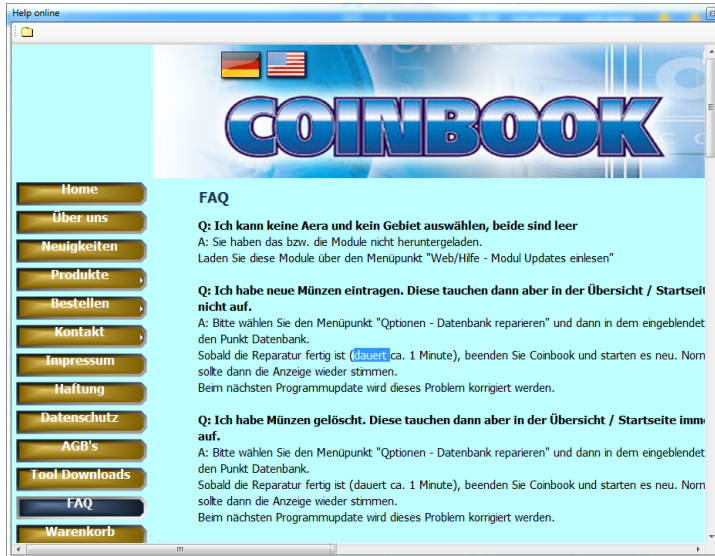 Help online
COINBOOK
Home
Über uns
Neuigkeiten
Produkte
Bestellen
Kontakt
Impressum
Haftung
Datenschutz
AGB's
Tool Downloads
FAQ
Warenkorb
FAQ
Q: Ich kann keine Aera und kein Gebiet auswählen, beide sind leer
A: Sie haben das bzw. die Module nicht heruntergeladen.
Laden Sie diese Module über den Menüpunkt "Web/Hilfe - Modul Updates einlesen"
Q: Ich habe neue Münzen eintragen. Diese tauchen dann aber in der Übersicht / Startseit
nicht auf.
A: Bitte wählen Sie den Menüpunkt "Optionen - Datenbank reparieren" und dann in dem eingeblendet
den Punkt Datenbank.
Sobald die Reparatur fertig ist (dauert ca. 1 Minute), beenden Sie Coinbook und starten es neu. Norn
sollte dann die Anzeige wieder stimmen.
Beim nächsten Programmupdate wird dieses Problem korrigiert werden.
Q: Ich habe Münzen gelöscht. Diese tauchen dann aber in der Übersicht / Startseite imm
auf.
A: Bitte wählen Sie den Menüpunkt "Optionen - Datenbank reparieren" und dann in dem eingeblendet
den Punkt Datenbank.
Sobald die Reparatur fertig ist (dauert ca. 1 Minute), beenden Sie Coinbook und starten es neu. Norn
sollte dann die Anzeige wieder stimmen.
Beim nächsten Programmupdate wird dieses Problem korrigiert werden.